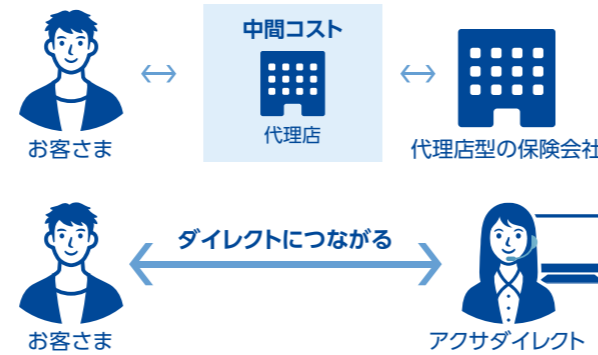 中間コスト
代理店
お客さま
代理店型の保険会社
ダイレクトにつながる
お客さま
アクサダイレクト